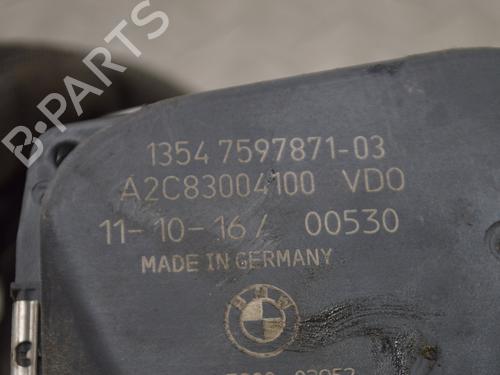 1354 7597871-03
A2C83004100 VDO
11-10-16/ 00530
MADE IN GERMANY
BMW
B-PARTS